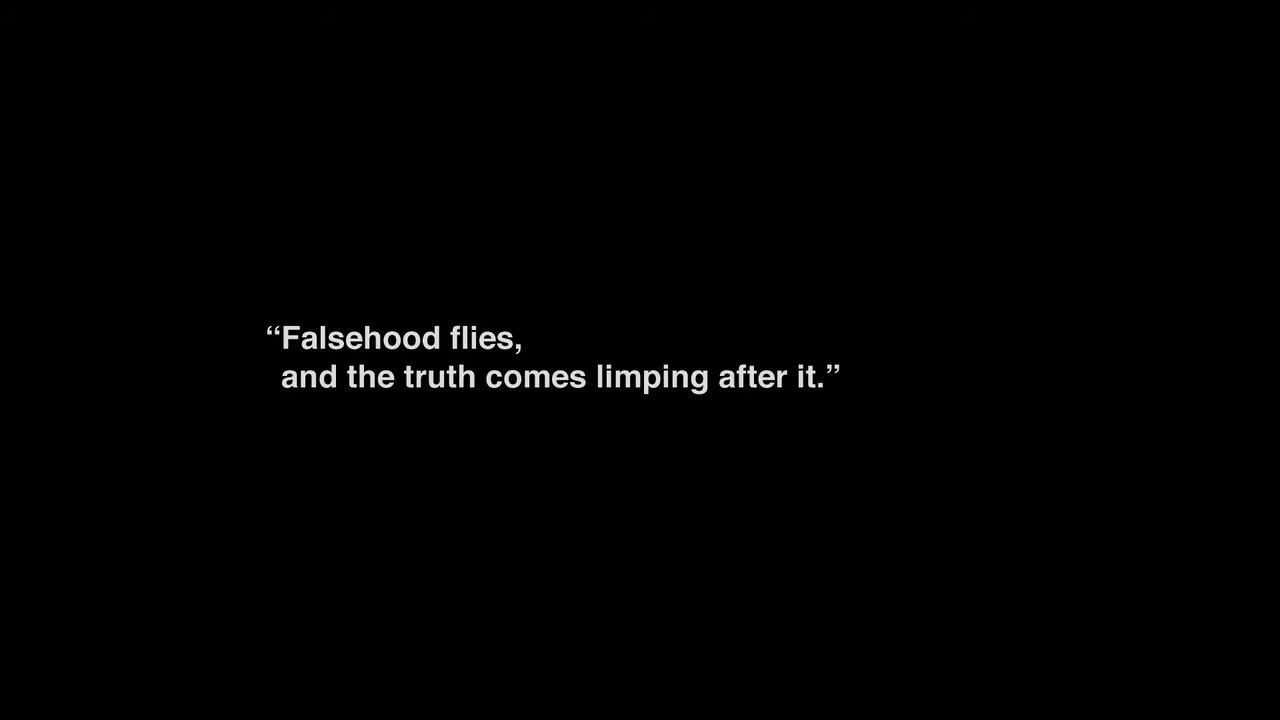 “Falsehood flies,
and the truth comes limping after it.”